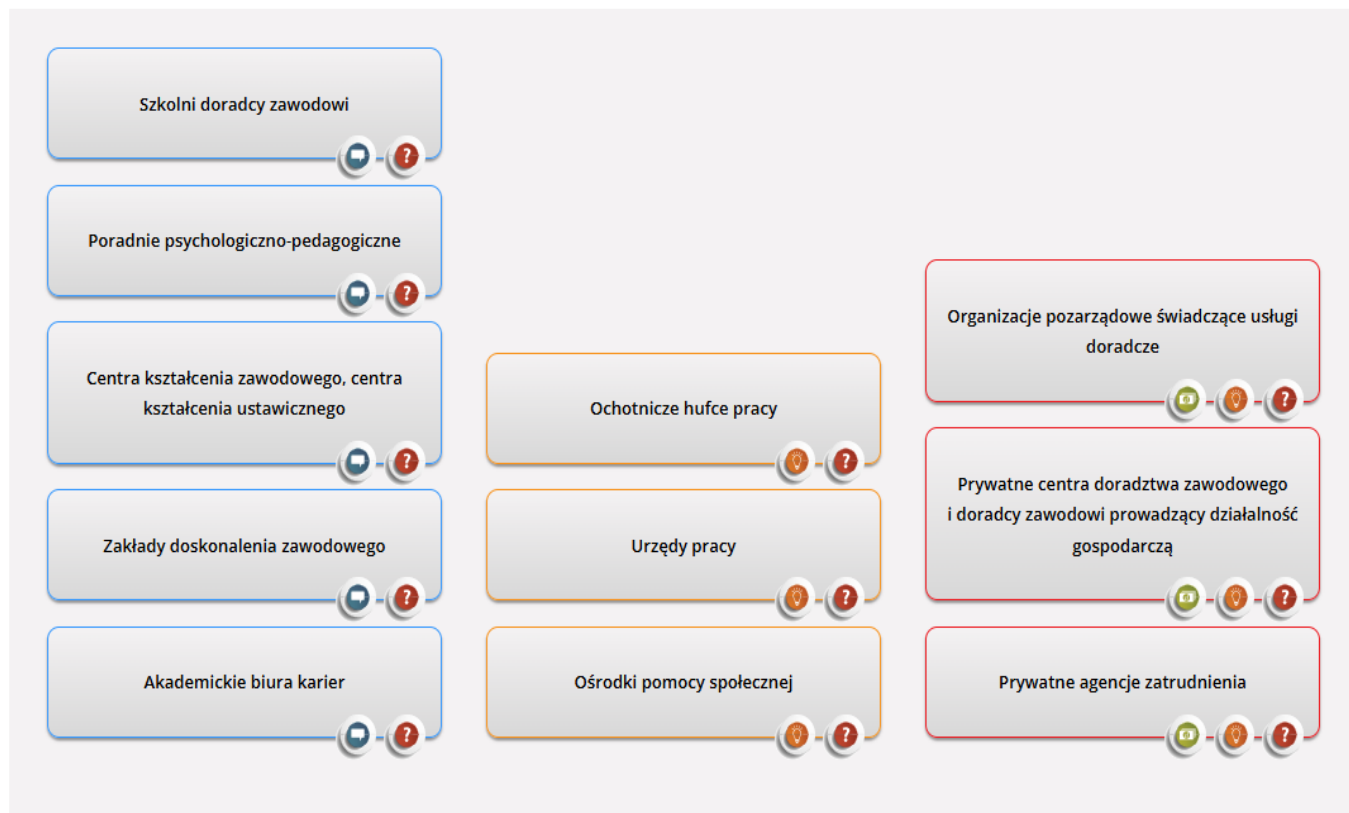 Szkolni doradcy zawodowi
Poradnie psychologiczno-pedagogiczne
Centra kształcenia zawodowego, centra
kształcenia ustawicznego
Zakłady doskonalenia zawodowego
Akademickie biura karier
Ochotnicze hufce pracy
Urzędy pracy
Ośrodki pomocy społecznej
Organizacje pozarządowe świadczące usługi
doradcze
Prywatne centra doradztwa zawodowego
i doradcy zawodowi prowadzący działalność
gospodarczą
Prywatne agencje zatrudnienia